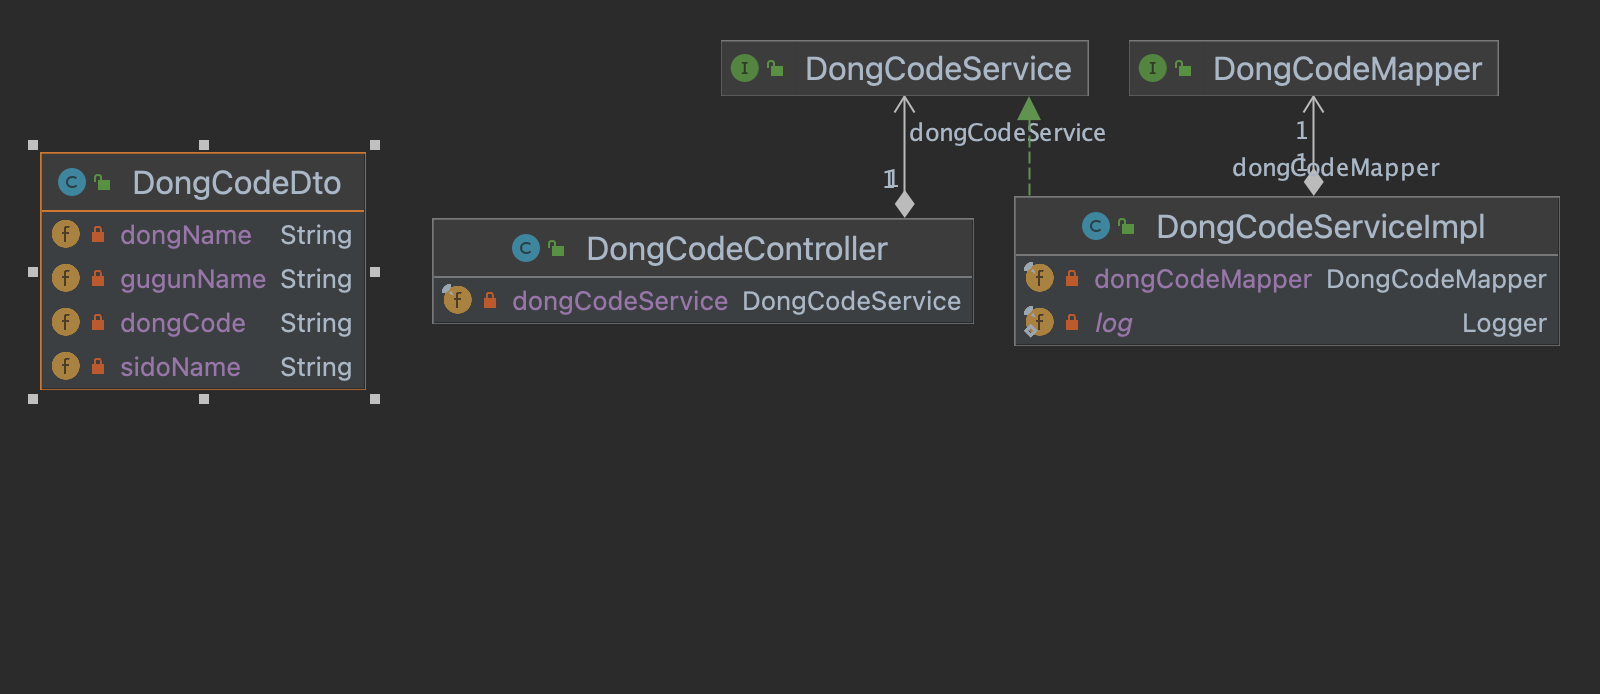 DongCodeService
DongCodeMapper
dongCodeService
1
1
dongCodeMapper
1
1
DongCodeDto
dongName String
gugunName String
dongCode String
sidoName String
DongCodeController
dongCodeService DongCodeService
DongCodeServiceImpl
dongCodeMapper DongCodeMapper
log Logger